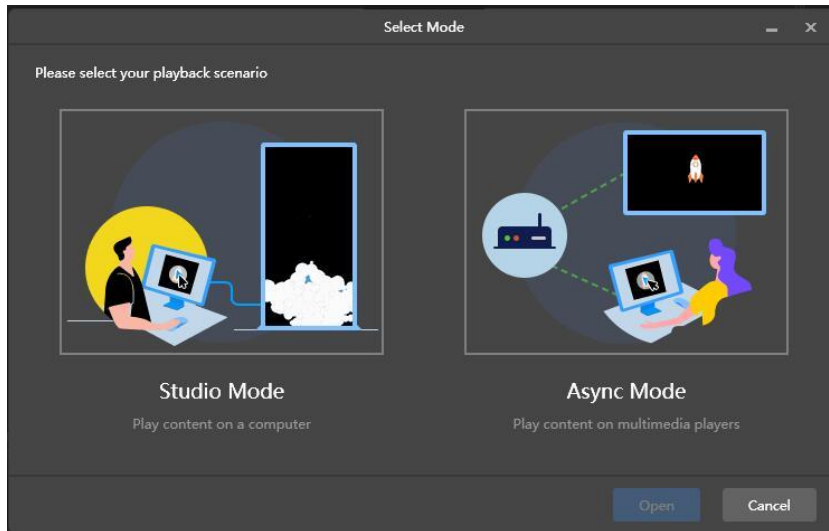 Select Mode
Please select your playback scenario
Studio Mode
Play content on a computer
Async Mode
Play content on multimedia players
Open
Cancel